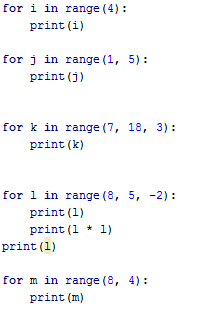 for i in range(4):
    print(i)

for j in range(1, 5):
    print(j)


for k in range(7, 18, 3):
    print(k)


for l in range(8, 5, -2):
    print(l)
    print(l * l)
print(l)

for m in range(8, 4):
    print(m)